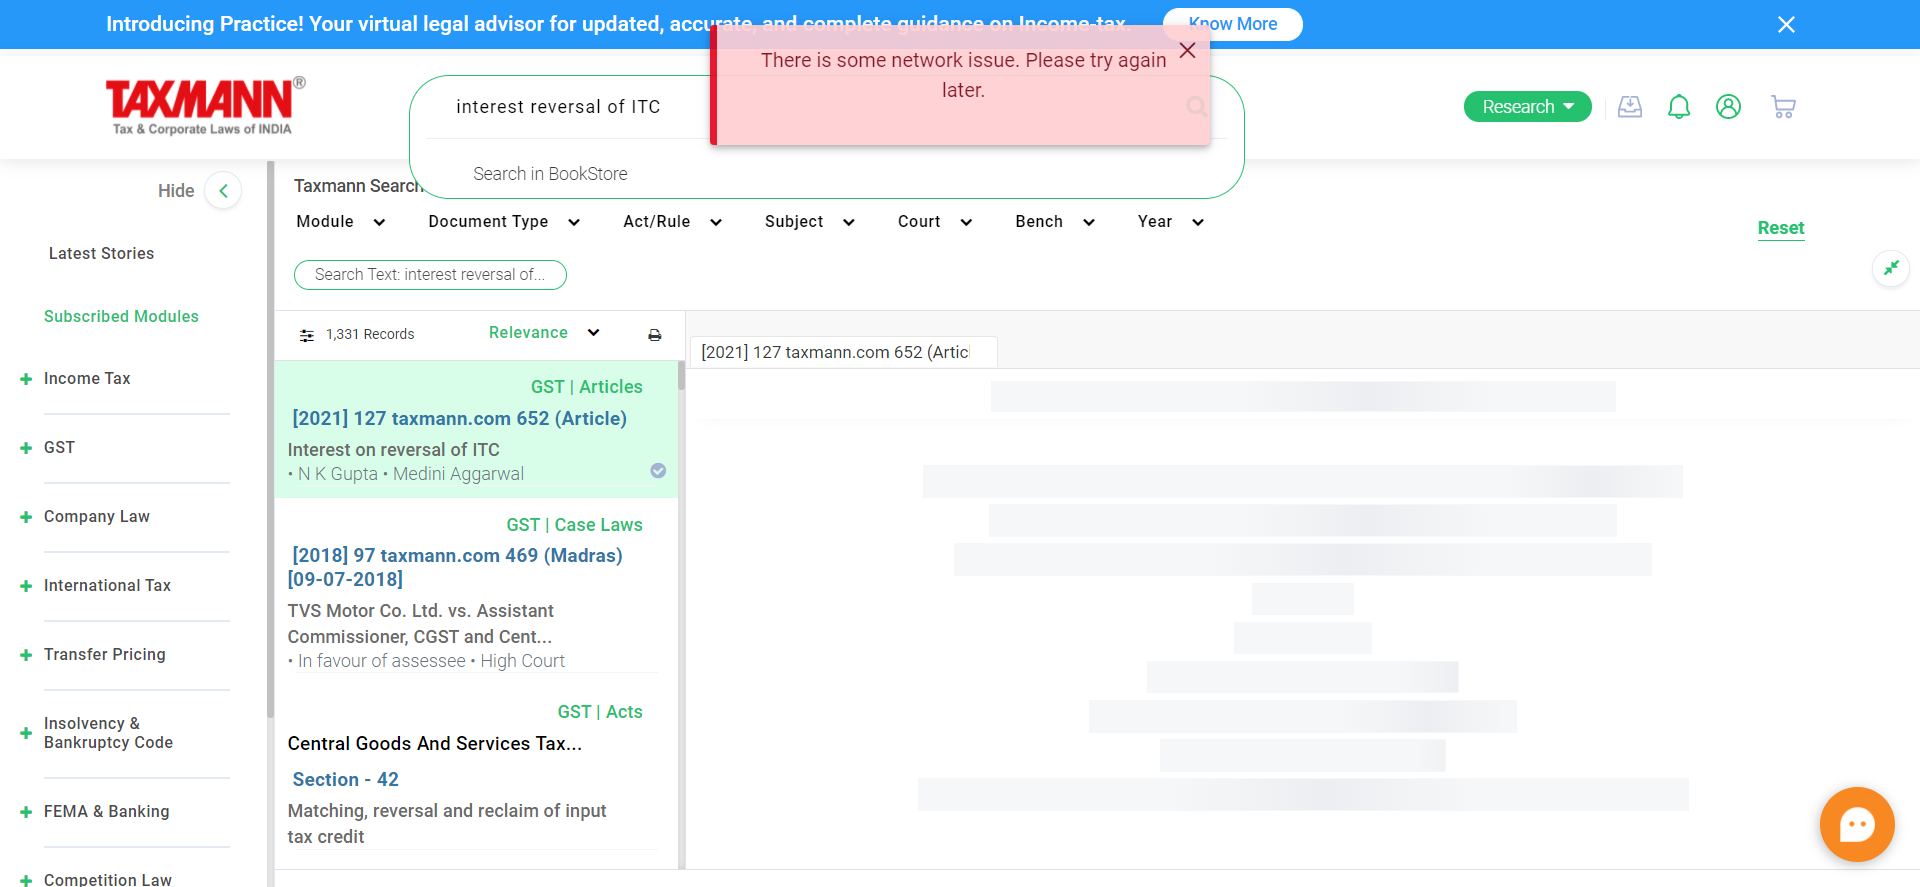 Introducing Practice! Your virtual legal advisor for updated, accurate, and complete guidance on Income-tax.
Know More
There is some network issue. Please try again
later.
TAXMANN®
Tax & Corporate Laws of INDIA
interest reversal of ITC
Search in BookStore
Research
Hide
Taxmann Search
Module
Document Type
Act/Rule
Subject
Court
Bench
Year
Reset
Search Text: interest reversal of...
Latest Stories
Subscribed Modules
Income Tax
GST
Company Law
International Tax
Transfer Pricing
Insolvency &
Bankruptcy Code
FEMA & Banking
Competition Law
1,331 Records
Relevance
GST | Articles
[2021] 127 taxmann.com 652 (Article)
Interest on reversal of ITC
• N K Gupta • Medini Aggarwal
GST | Case Laws
[2018] 97 taxmann.com 469 (Madras)
[09-07-2018]
TVS Motor Co. Ltd. vs. Assistant
Commissioner, CGST and Cent...
• In favour of assessee • High Court
GST | Acts
Central Goods And Services Tax...
Section - 42
Matching, reversal and reclaim of input
tax credit
[2021] 127 taxmann.com 652 (Articl